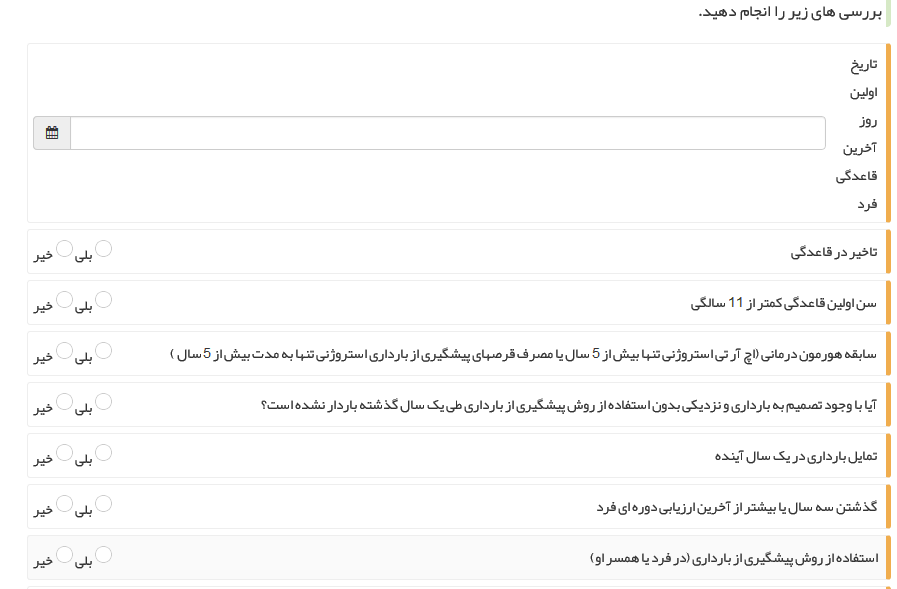 بررسی های زیر را انجام دهید.
تاریخ
اولین
روز
آخرین
قاعدگی
فرد
تاخیر در قاعدگی بلی خیر
سن اولین قاعدگی کمتر از 11 سالگی بلی خیر
سابقه هورمون درمانی (اچ آر تی استروژنی تنها بیش از 5 سال یا مصرف قرصهای پیشگیری از بارداری استروژنی تنها به مدت بیش از 5سال ) بلی خیر
آیا با وجود تصمیم به بارداری و نزدیکی بدون استفاده از روش پیشگیری از بارداری طی یک سال گذشته باردار نشده است؟ بلی خیر
تمایل بارداری در یک سال آینده بلی خیر
گذشتن سه سال یا بیشتر از آخرین ارزیابی دوره ای فرد بلی خیر
استفاده از روش پیشگیری از بارداری (در فرد یا همسر او) بلی خیر